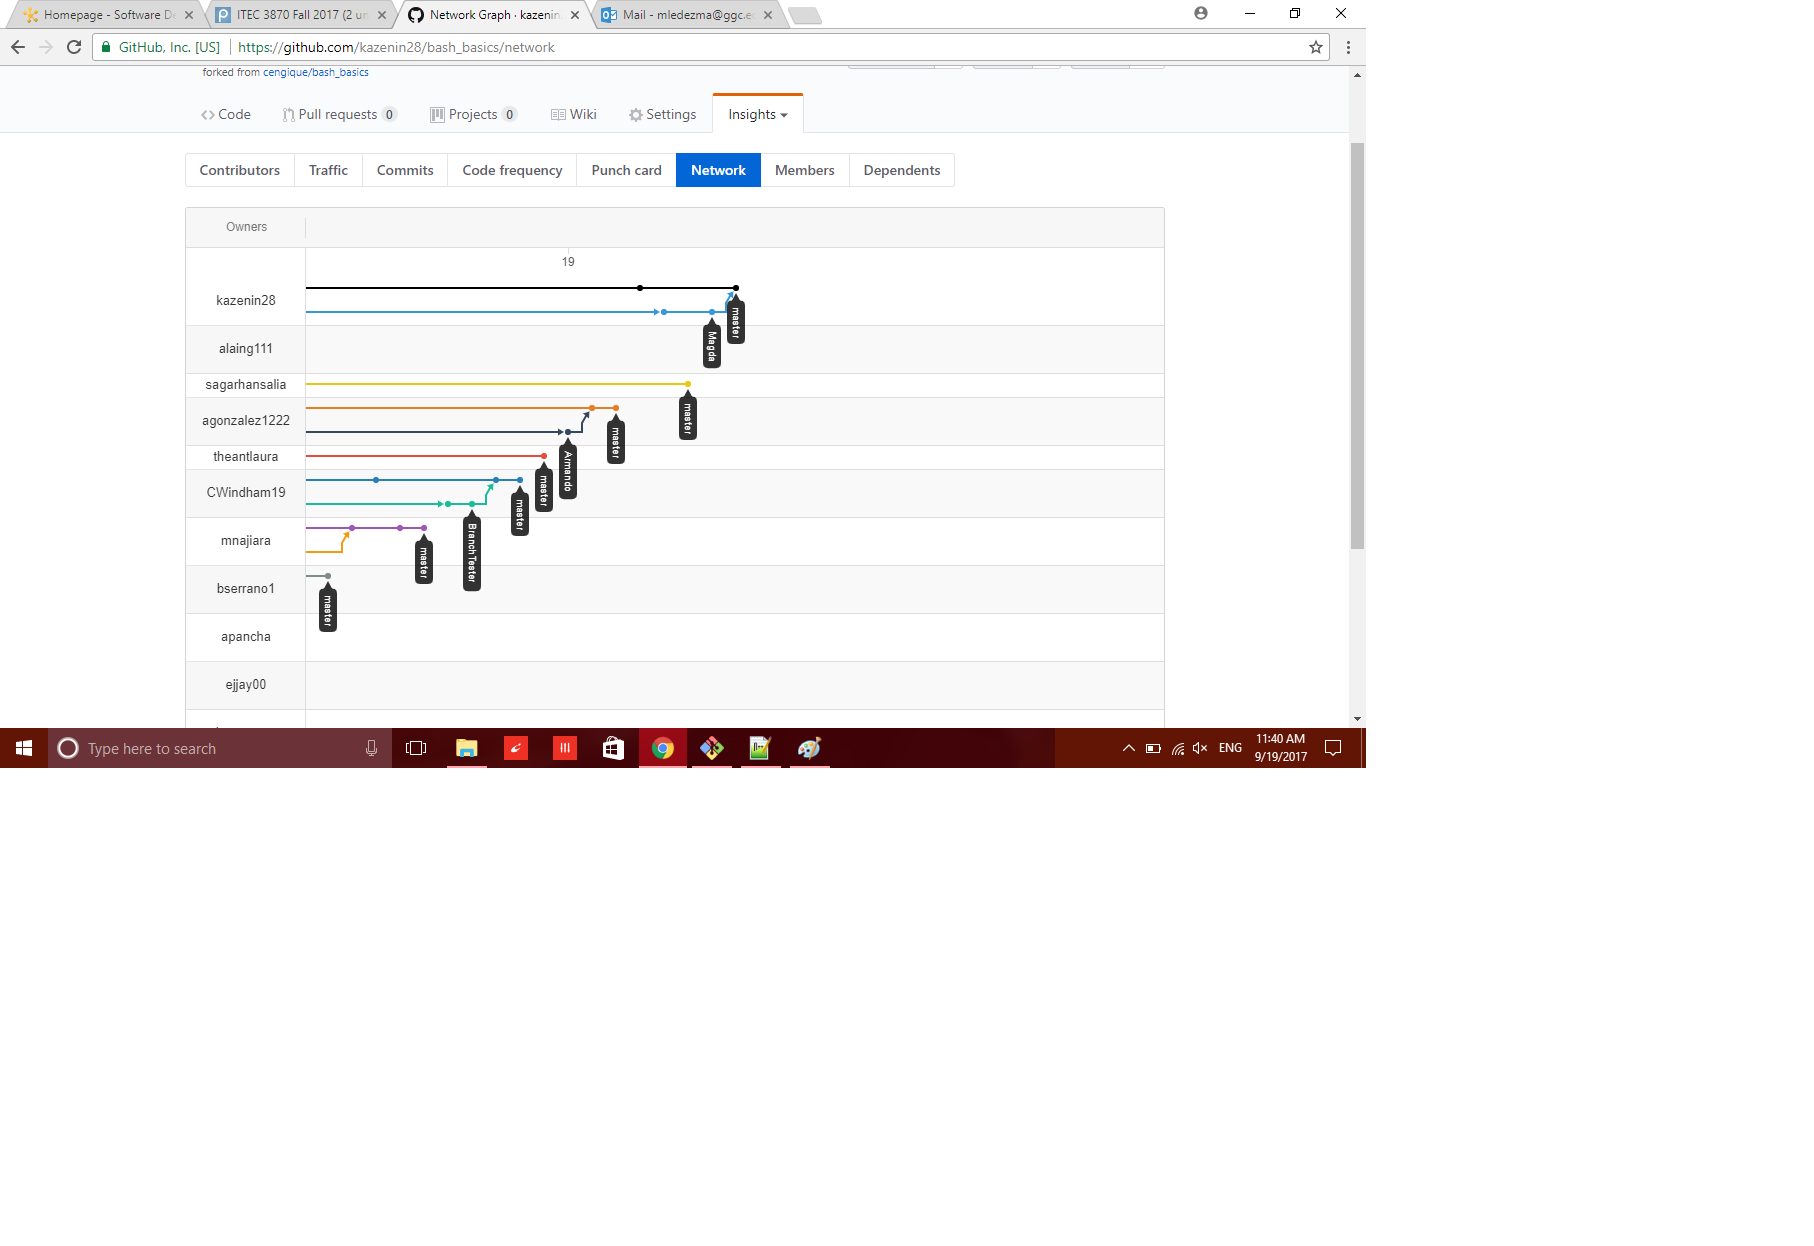 Homepage - Software De
ITEC 3870 Fall 2017 (2 un
Network Graph · kazenin
Mail - mledezma@ggc.e
GitHub, Inc. [US] https://github.com/kazenin28/bash_basics/network
forked from cengique/bash_basics
Code Pull requests 0 Projects 0 Wiki Settings Insights
Contributors Traffic Commits Code frequency Punch card Network Members Dependents
Owners
19
kazenin28
master
Magda
alaing111
sagarhansalia
master
agonzalez1222
master
Armando
theantlaura
master
CWindham19
master
BranchTester
mnajiara
master
bserrano1
master
apancha
ejjay00
Type here to search
ENG
11:40 AM
9/19/2017